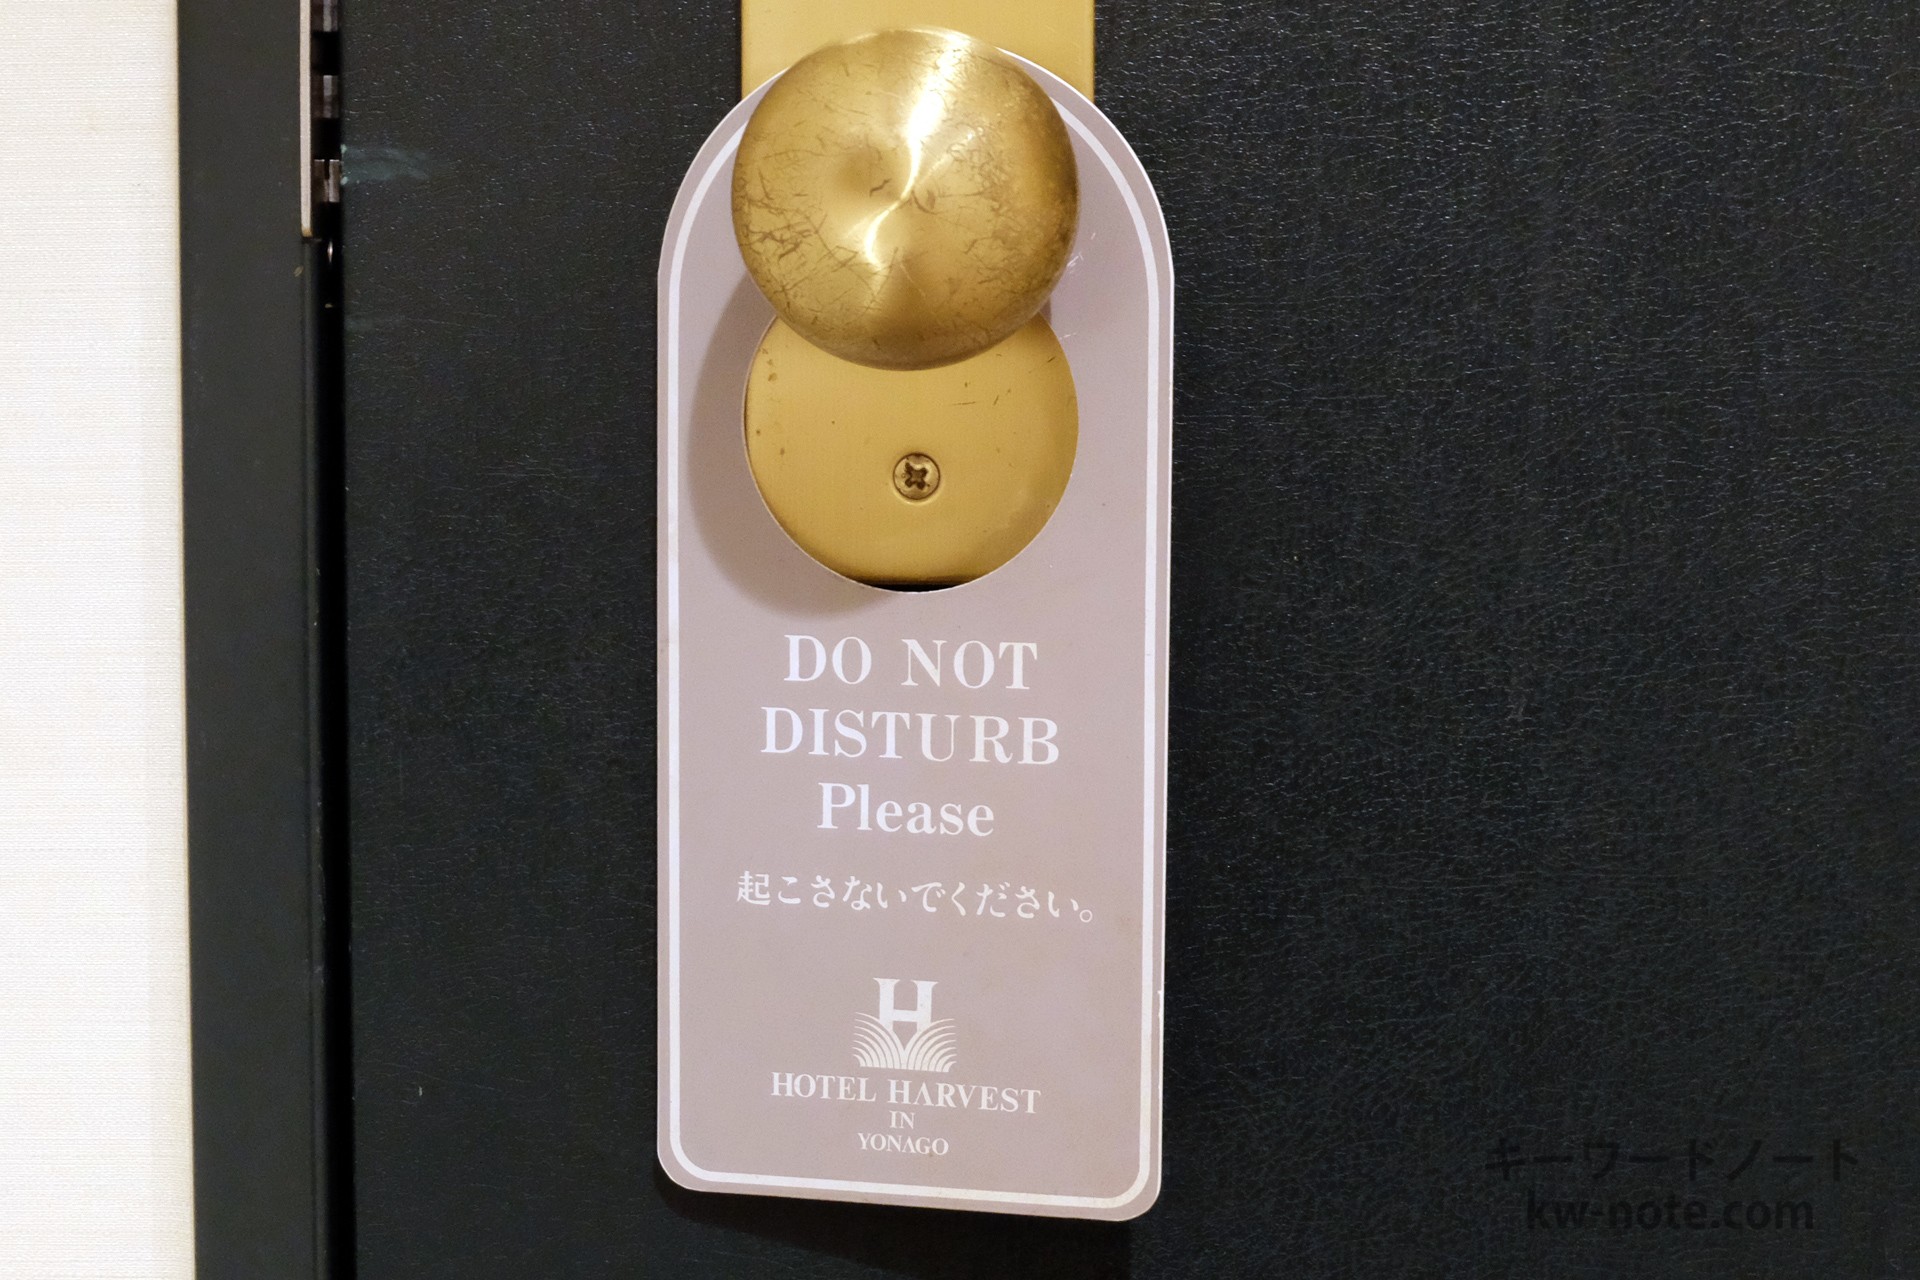 DO NOT
DISTURB
Please
起こさないでください。
H
HOTEL HARVEST
IN
YONAGO
キーワードノート
kw-note.com